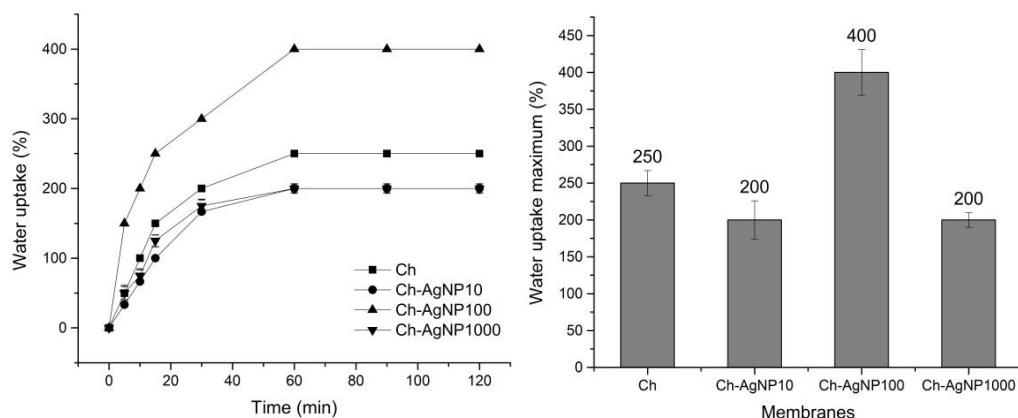 Water uptake (%)
400
300
200
100
0
Ch
Ch-AgNP10
Ch-AgNP100
Ch-AgNP1000
0 20 40 60 80 100 120
Time (min)
Water uptake maximum (%)
450
400
350
300
250
200
150
100
50
0
250
200
400
200
Ch Ch-AgNP10 Ch-AgNP100 Ch-AgNP1000
Membranes